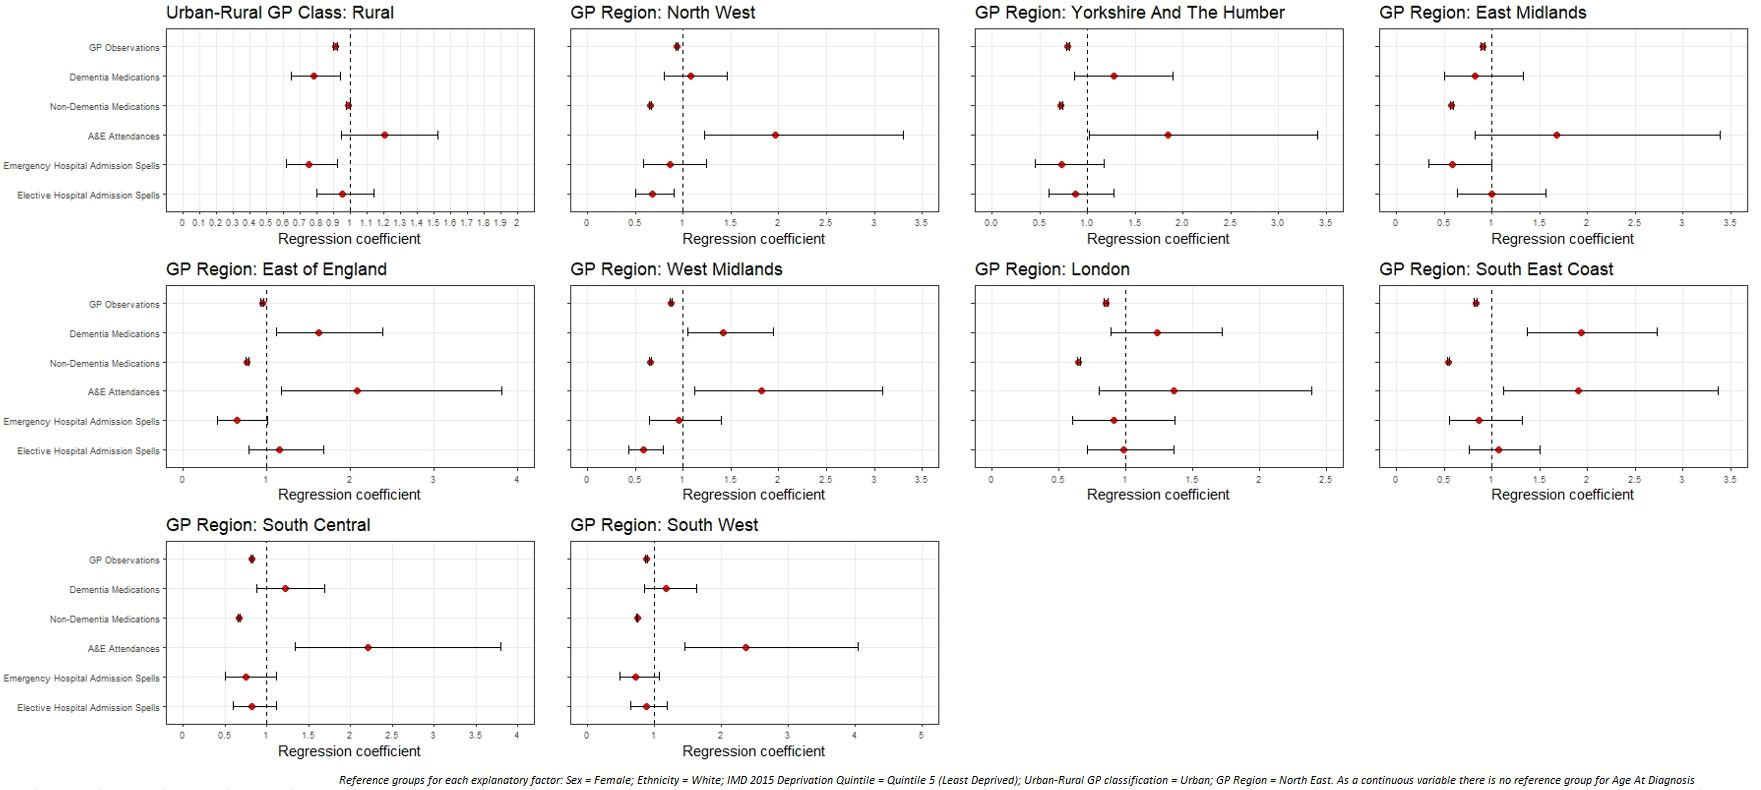 Urban-Rural GP Class: Rural
GP Observations
Dementia Medications
Non-Dementia Medications
A&E Attendances
Emergency Hospital Admission Spells
Elective Hospital Admission Spells
0 0.1 0.2 0.3 0.4 0.5 0.6 0.7 0.8 0.9 1 1.1 1.2 1.3 1.4 1.5 1.6 1.7 1.8 1.9 2
Regression coefficient
GP Region: North West
0 0.5 1 1.5 2 2.5 3 3.5
Regression coefficient
GP Region: Yorkshire And The Humber
0.0 0.5 1.0 1.5 2.0 2.5 3.0 3.5
Regression coefficient
GP Region: East Midlands
0 0.5 1 1.5 2 2.5 3 3.5
Regression coefficient
GP Region: East of England
GP Observations
Dementia Medications
Non-Dementia Medications
A&E Attendances
Emergency Hospital Admission Spells
Elective Hospital Admission Spells
0 1 2 3 4
Regression coefficient
GP Region: West Midlands
0 0.5 1 1.5 2 2.5 3 3.5
Regression coefficient
GP Region: London
0 0.5 1 1.5 2 2.5
Regression coefficient
GP Region: South East Coast
0 0.5 1 1.5 2 2.5 3 3.5
Regression coefficient
GP Region: South Central
GP Observations
Dementia Medications
Non-Dementia Medications
A&E Attendances
Emergency Hospital Admission Spells
Elective Hospital Admission Spells
0 0.5 1 1.5 2 2.5 3 3.5 4
Regression coefficient
GP Region: South West
0 1 2 3 4 5
Regression coefficient
Reference groups for each explanatory factor: Sex = Female; Ethnicity = White; IMD 2015 Deprivation Quintile = Quintile 5 (Least Deprived); Urban-Rural GP classification = Urban; GP Region = North East. As a continuous variable there is no reference group for Age At Diagnosis